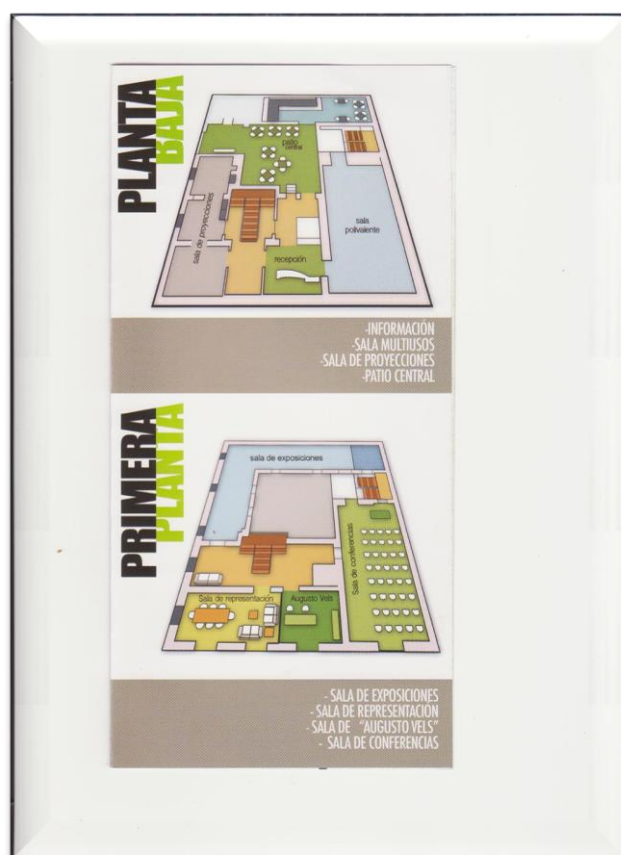 PLANTA
BAJA
patio
central
sala de proyecciones
sala
polivalente
recepción
-INFORMACIÓN
-SALA MULTIUSOS
-SALA DE PROYECCIONES
-PATIO CENTRAL
PRIMERA
PLANTA
sala de exposiciones
Sala de conferencias
Sala de representación
Augusto Vels
- SALA DE EXPOSICIONES
- SALA DE REPRESENTACIÓN
- SALA DE "AUGUSTO VELS"
- SALA DE CONFERENCIAS